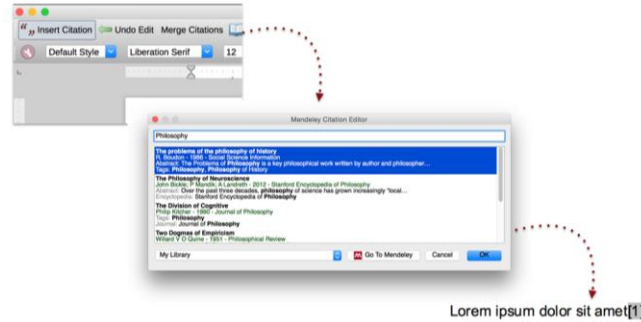 Insert Citation Undo Edit Merge Citations
Default Style Liberation Serif 12
Mendeley Citation Editor
Philosophy
The problems of the philosophy of history
R. Boudon - 1986 - Social Science Information
Abstract: The Problems of Philosophy is a key philosophical work written by author and philosopher...
Tags: Philosophy, Philosophy of History
The Philosophy of Neuroscience
John Bickle, P Mandik, A Landreth - 2012 - Stanford Encyclopedia of Philosophy
Abstract: Over the past three decades, philosophy of science has grown increasingly "local...
Encyclopedia: Stanford Encyclopedia of Philosophy
The Division of Cognitive
Philip Kitcher - 1990 - Journal of Philosophy
Tags: Philosophy
Journal: Journal of Philosophy
Two Dogmas of Empiricism
Willard V O Quine - 1951 - Philosophical Review
My Library Go To Mendeley Cancel OK
Lorem ipsum dolor sit amet[1